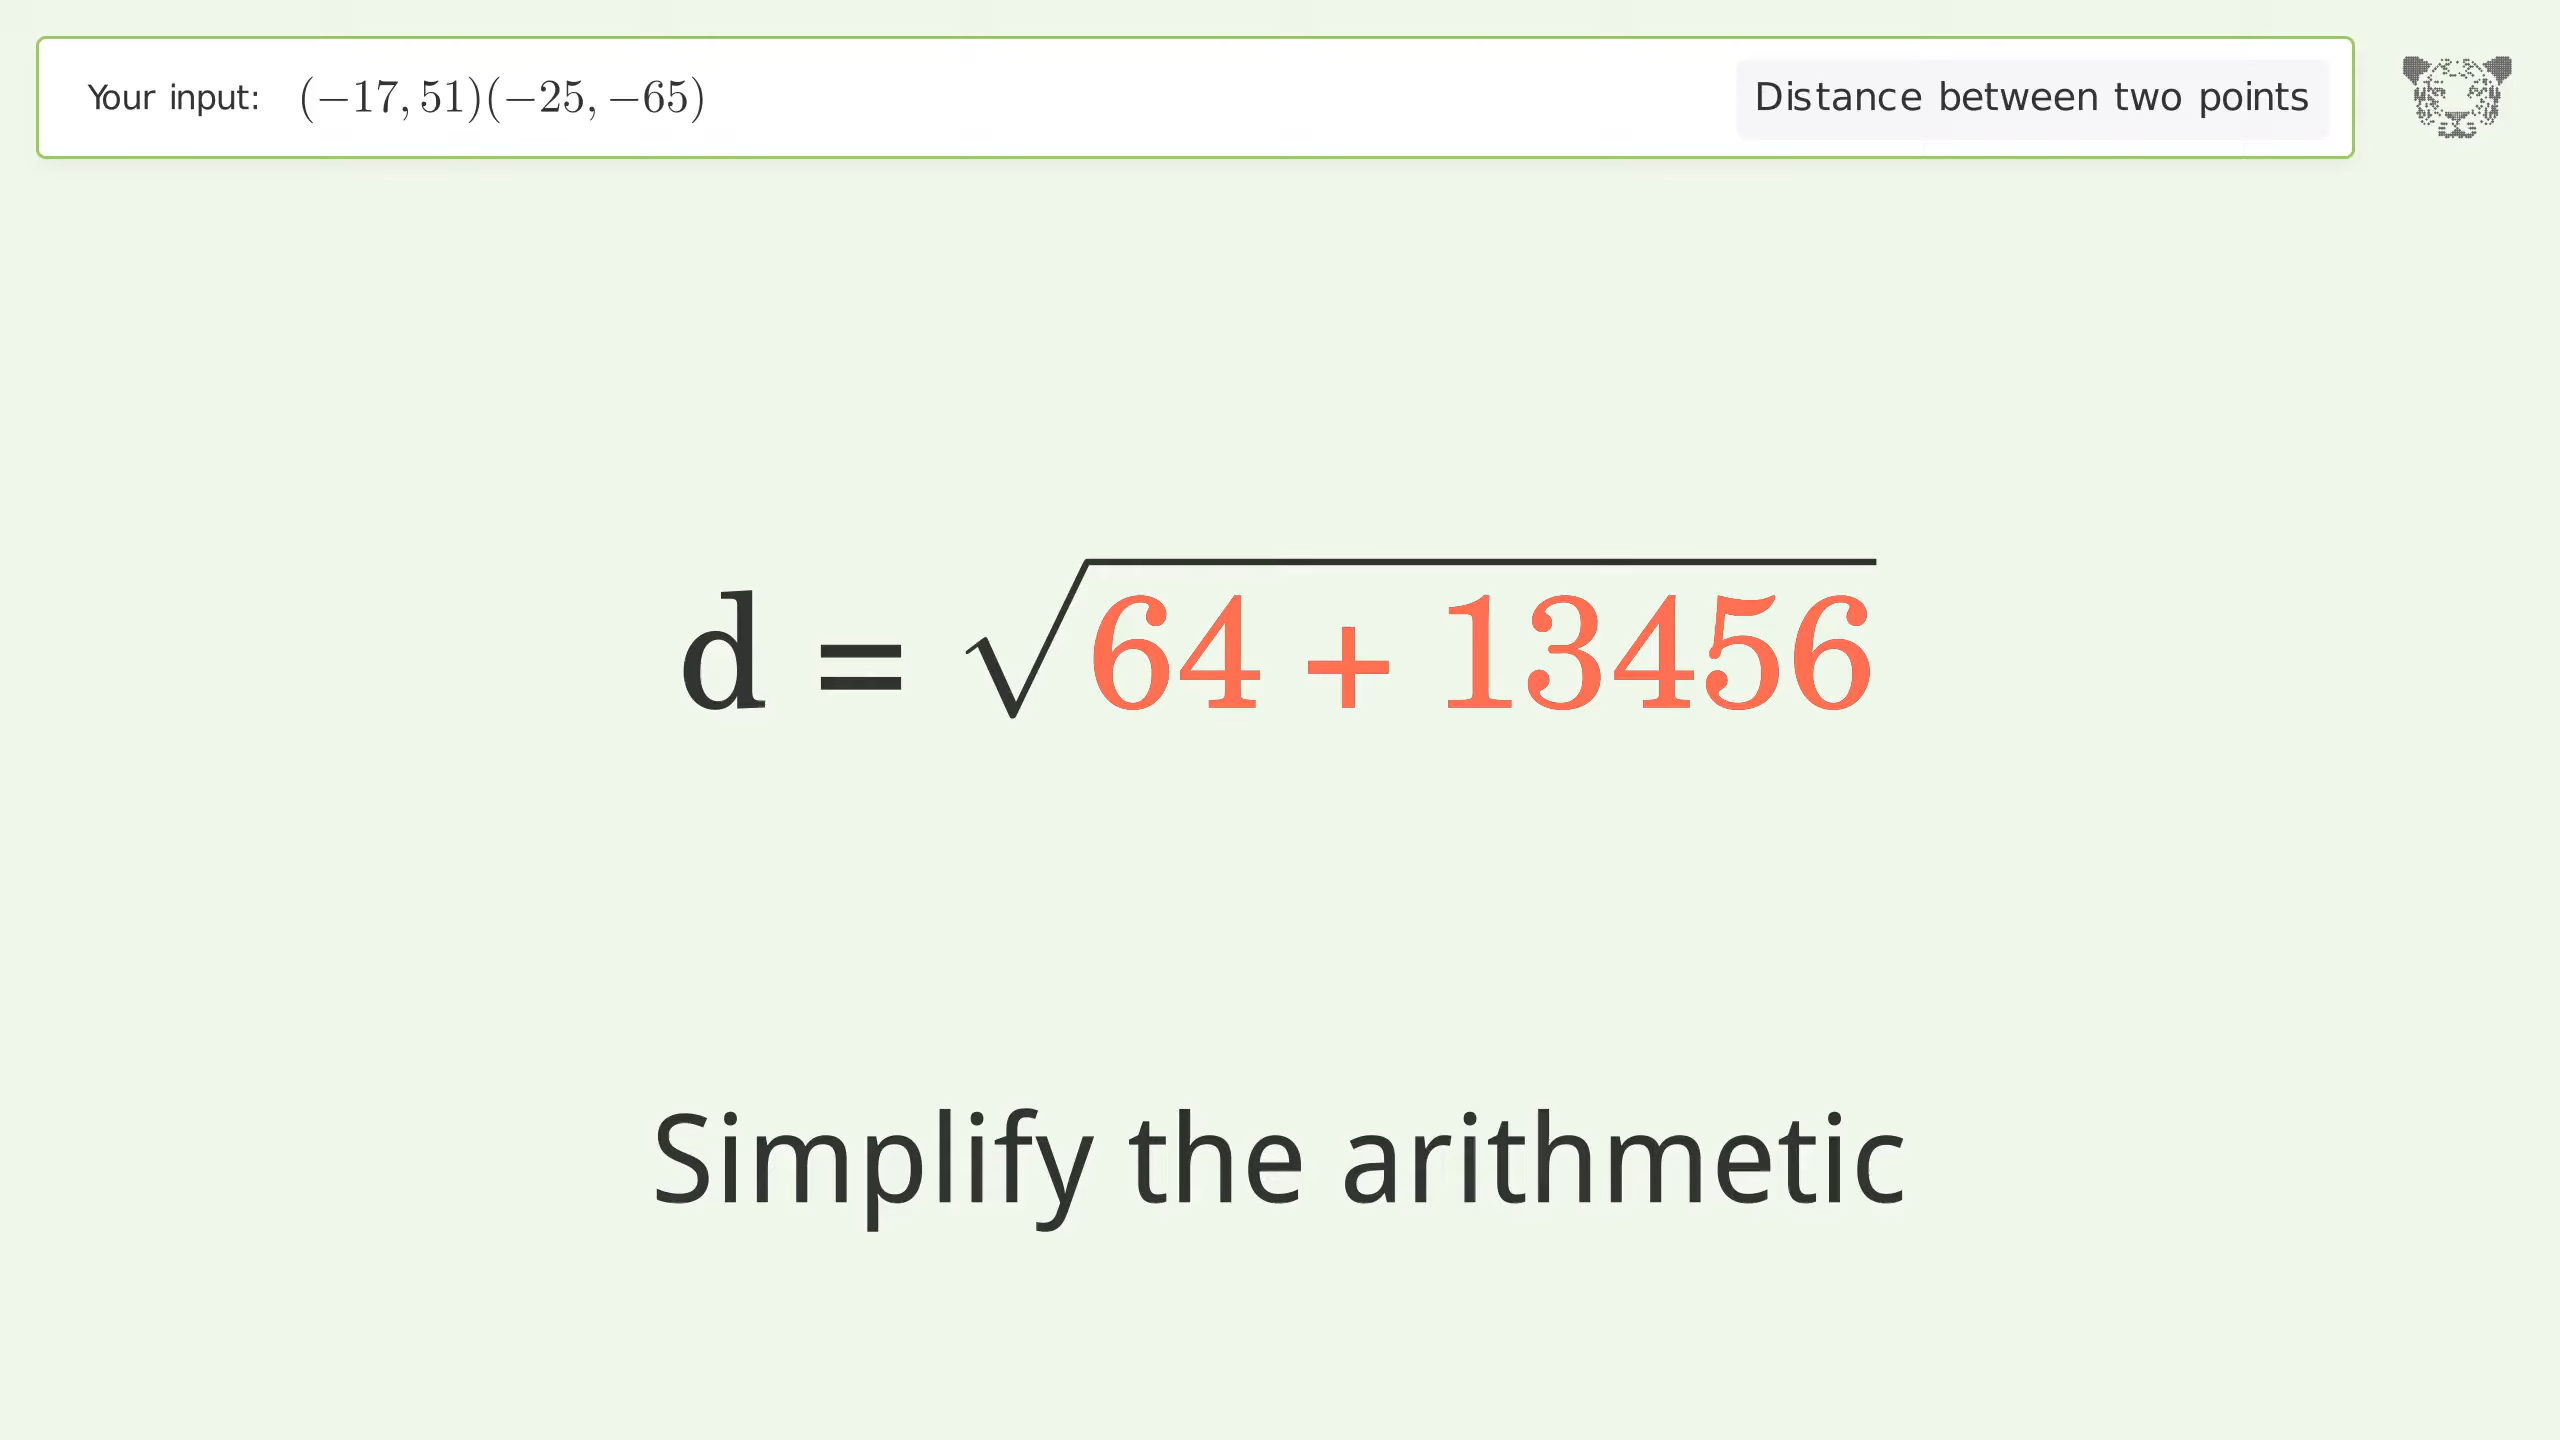 Your input: (−17, 51)(−25, −65) Distance between two points
d = √64 + 13456
Simplify the arithmetic